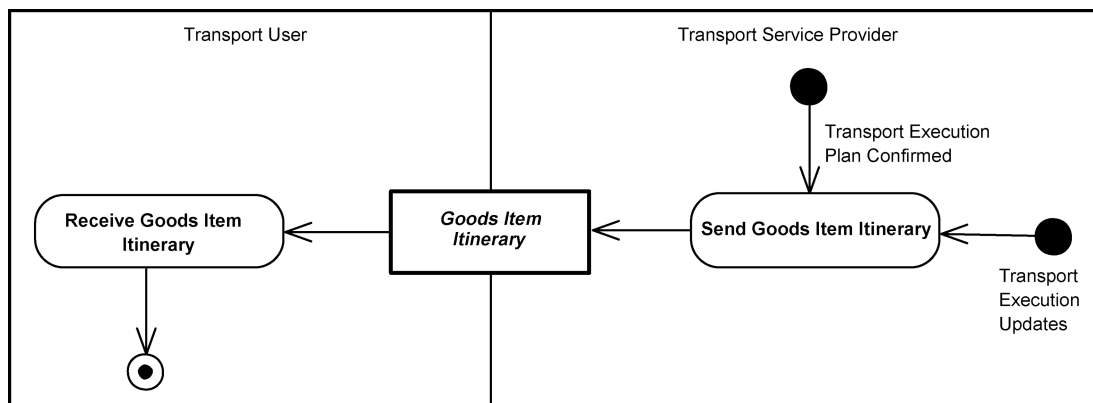 Transport User
Transport Service Provider
Transport Execution
Plan Confirmed
Receive Goods Item
Itinerary
Goods Item
Itinerary
Send Goods Item Itinerary
Transport
Execution
Updates